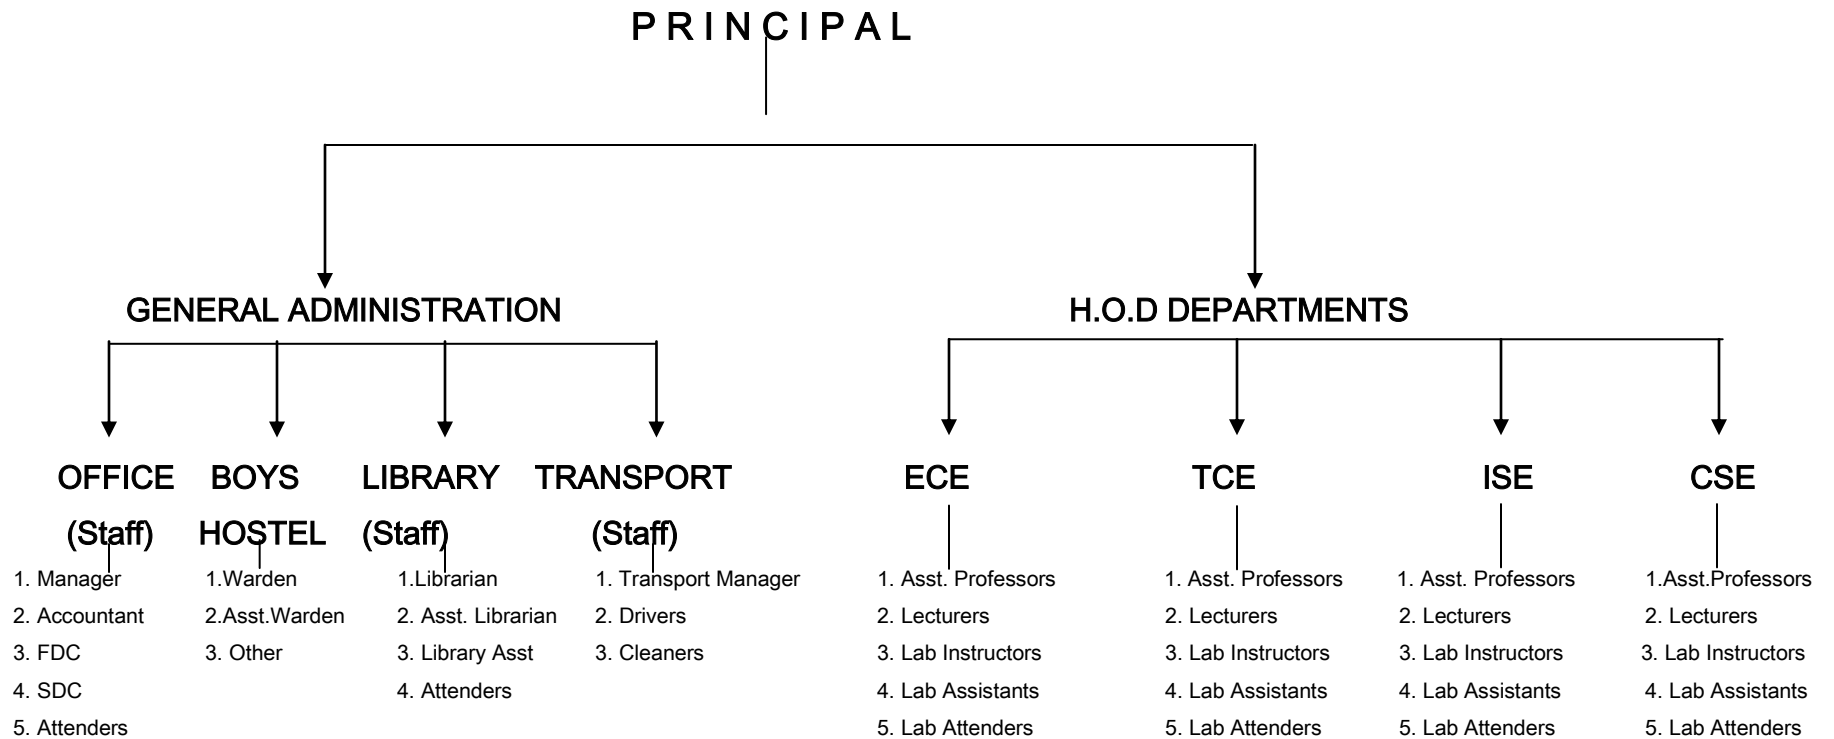 P R I N C I P A L
GENERAL ADMINISTRATION
H.O.D DEPARTMENTS
OFFICE
(Staff)
1. Manager
2. Accountant
3. FDC
4. SDC
5. Attenders
BOYS
HOSTEL
1.Warden
2.Asst.Warden
3. Other
LIBRARY
(Staff)
1.Librarian
2. Asst. Librarian
3. Library Asst
4. Attenders
TRANSPORT
(Staff)
1. Transport Manager
2. Drivers
3. Cleaners
ECE
1. Asst. Professors
2. Lecturers
3. Lab Instructors
4. Lab Assistants
5. Lab Attenders
TCE
1. Asst. Professors
2. Lecturers
3. Lab Instructors
4. Lab Assistants
5. Lab Attenders
ISE
1. Asst. Professors
2. Lecturers
3. Lab Instructors
4. Lab Assistants
5. Lab Attenders
CSE
1.Asst.Professors
2. Lecturers
3. Lab Instructors
4. Lab Assistants
5. Lab Attenders